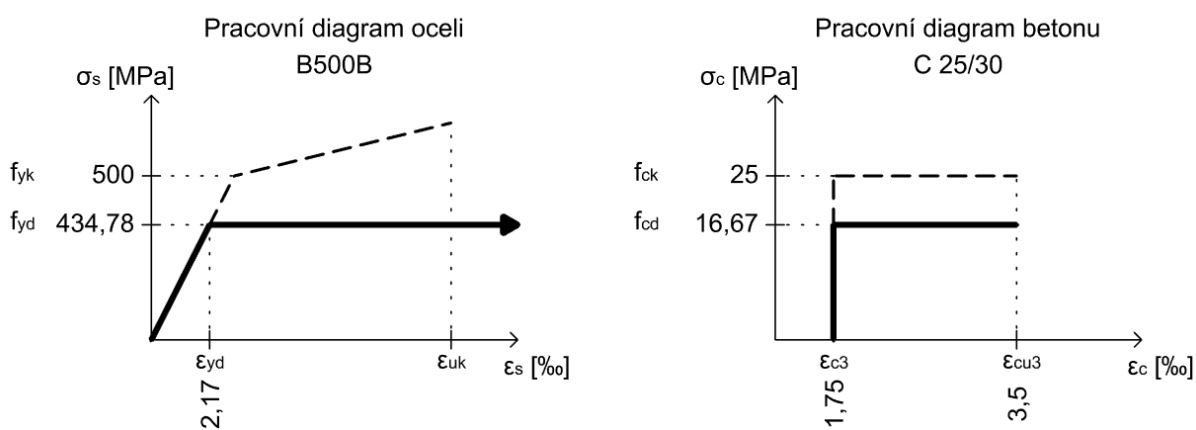 Pracovní diagram oceli
B500B
σs [MPa]
fyk 500
fyd 434,78
εyd
εuk
εs [‰]
2,17
Pracovní diagram betonu
C 25/30
σc [MPa]
fck 25
fcd 16,67
εc3
εcu3
εc [‰]
1,75
3,5